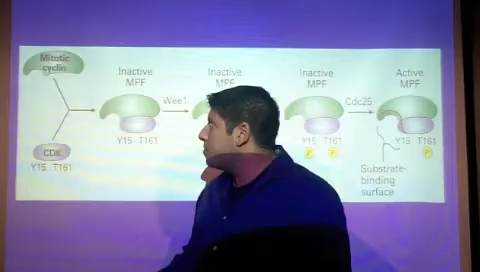 Mitotic
cyclin
CDK
Y15 T161
Inactive
MPF
Y15 T161
Wee1
Inactive
MPF
Inactive
MPF
Y15 T161
P P
Cdc25
Active
MPF
Y15 T161
P
Substrate-
binding
surface